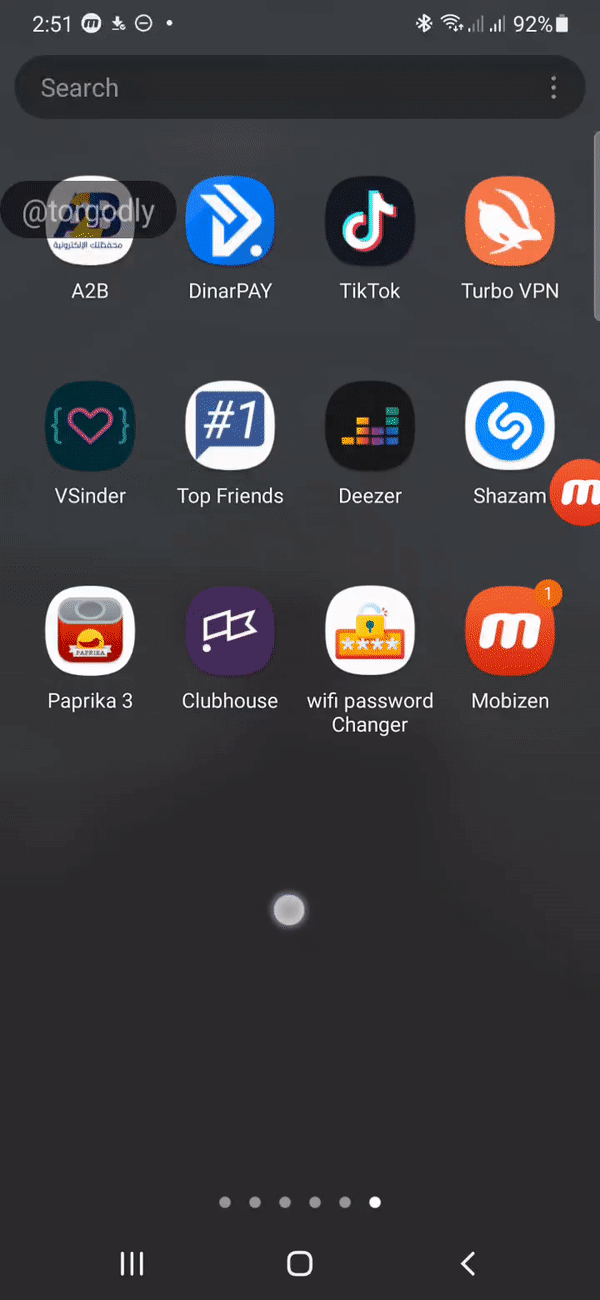 2:51
92%
Search
@torgodly
محفظتك الإلكترونية
A2B
DinarPAY
TikTok
Turbo VPN
#1
VSinder
Top Friends
Deezer
Shazam
m
PAPRIKA
****
m
1
Paprika 3
Clubhouse
wifi password
Changer
Mobizen